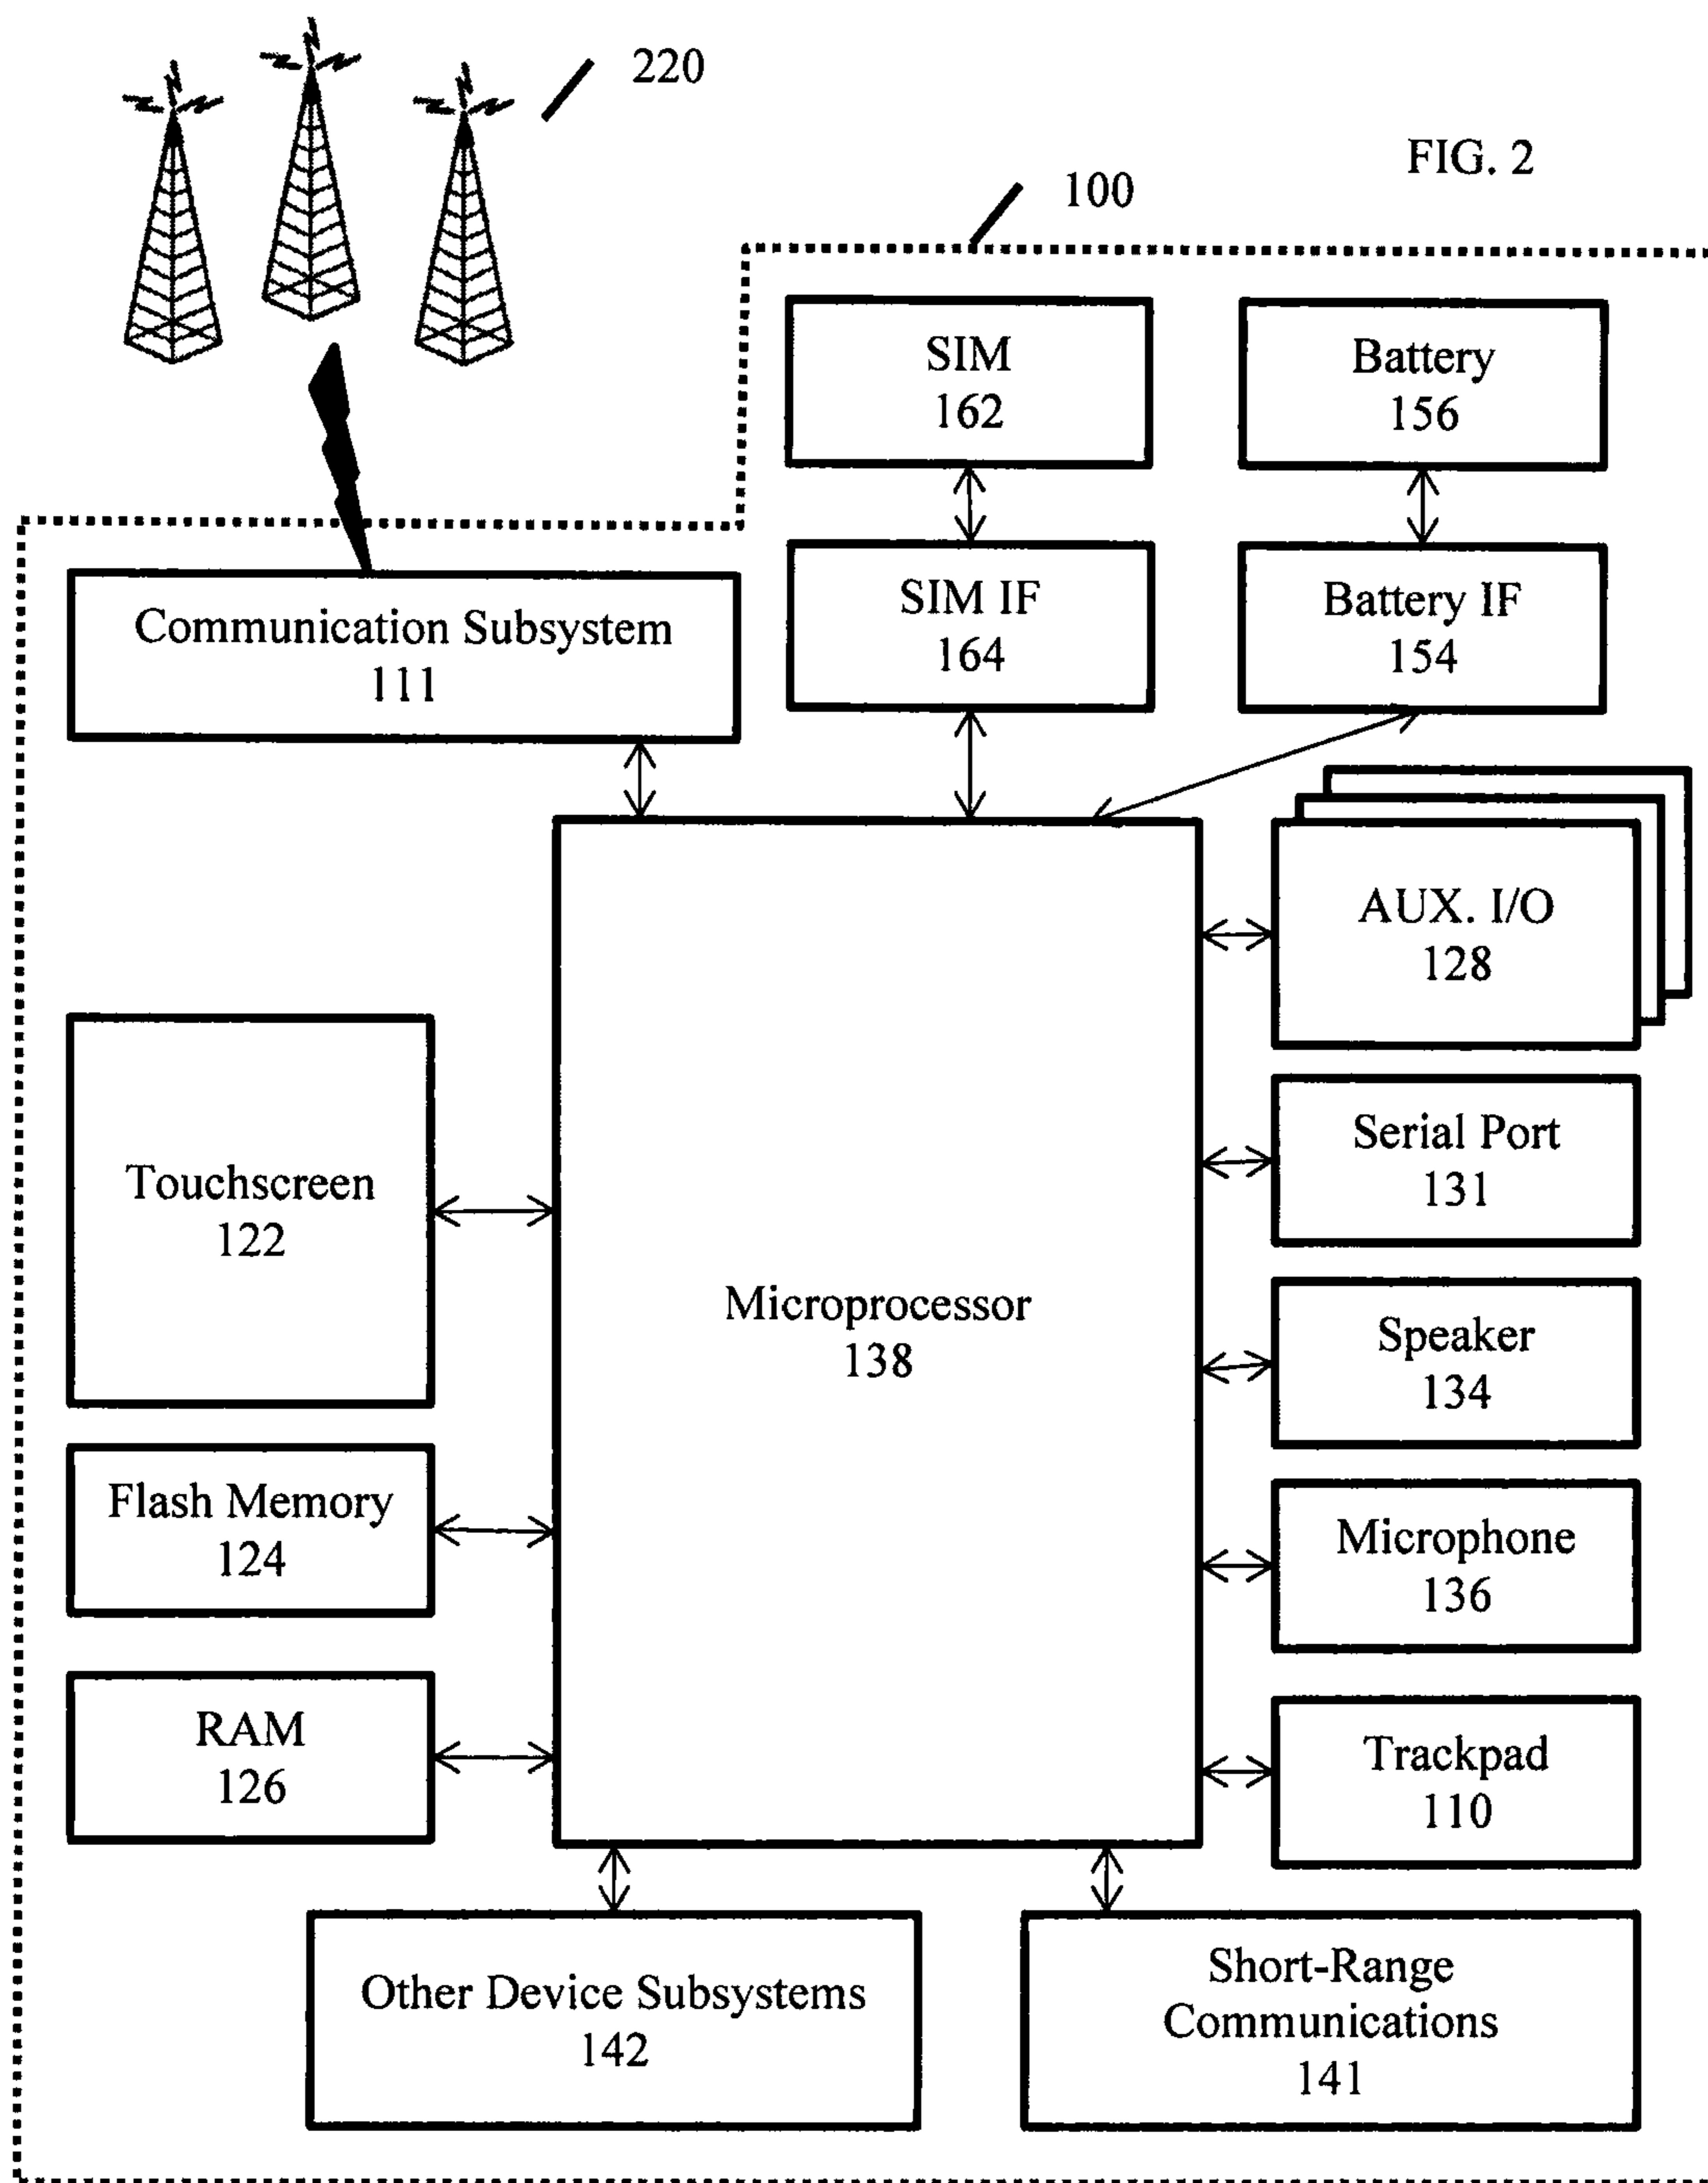 220
FIG. 2
100
SIM
162
Battery
156
Communication Subsystem
111
SIM IF
164
Battery IF
154
AUX. I/O
128
Touchscreen
122
Serial Port
131
Microprocessor
138
Speaker
134
Flash Memory
124
Microphone
136
RAM
126
Trackpad
110
Other Device Subsystems
142
Short-Range
Communications
141